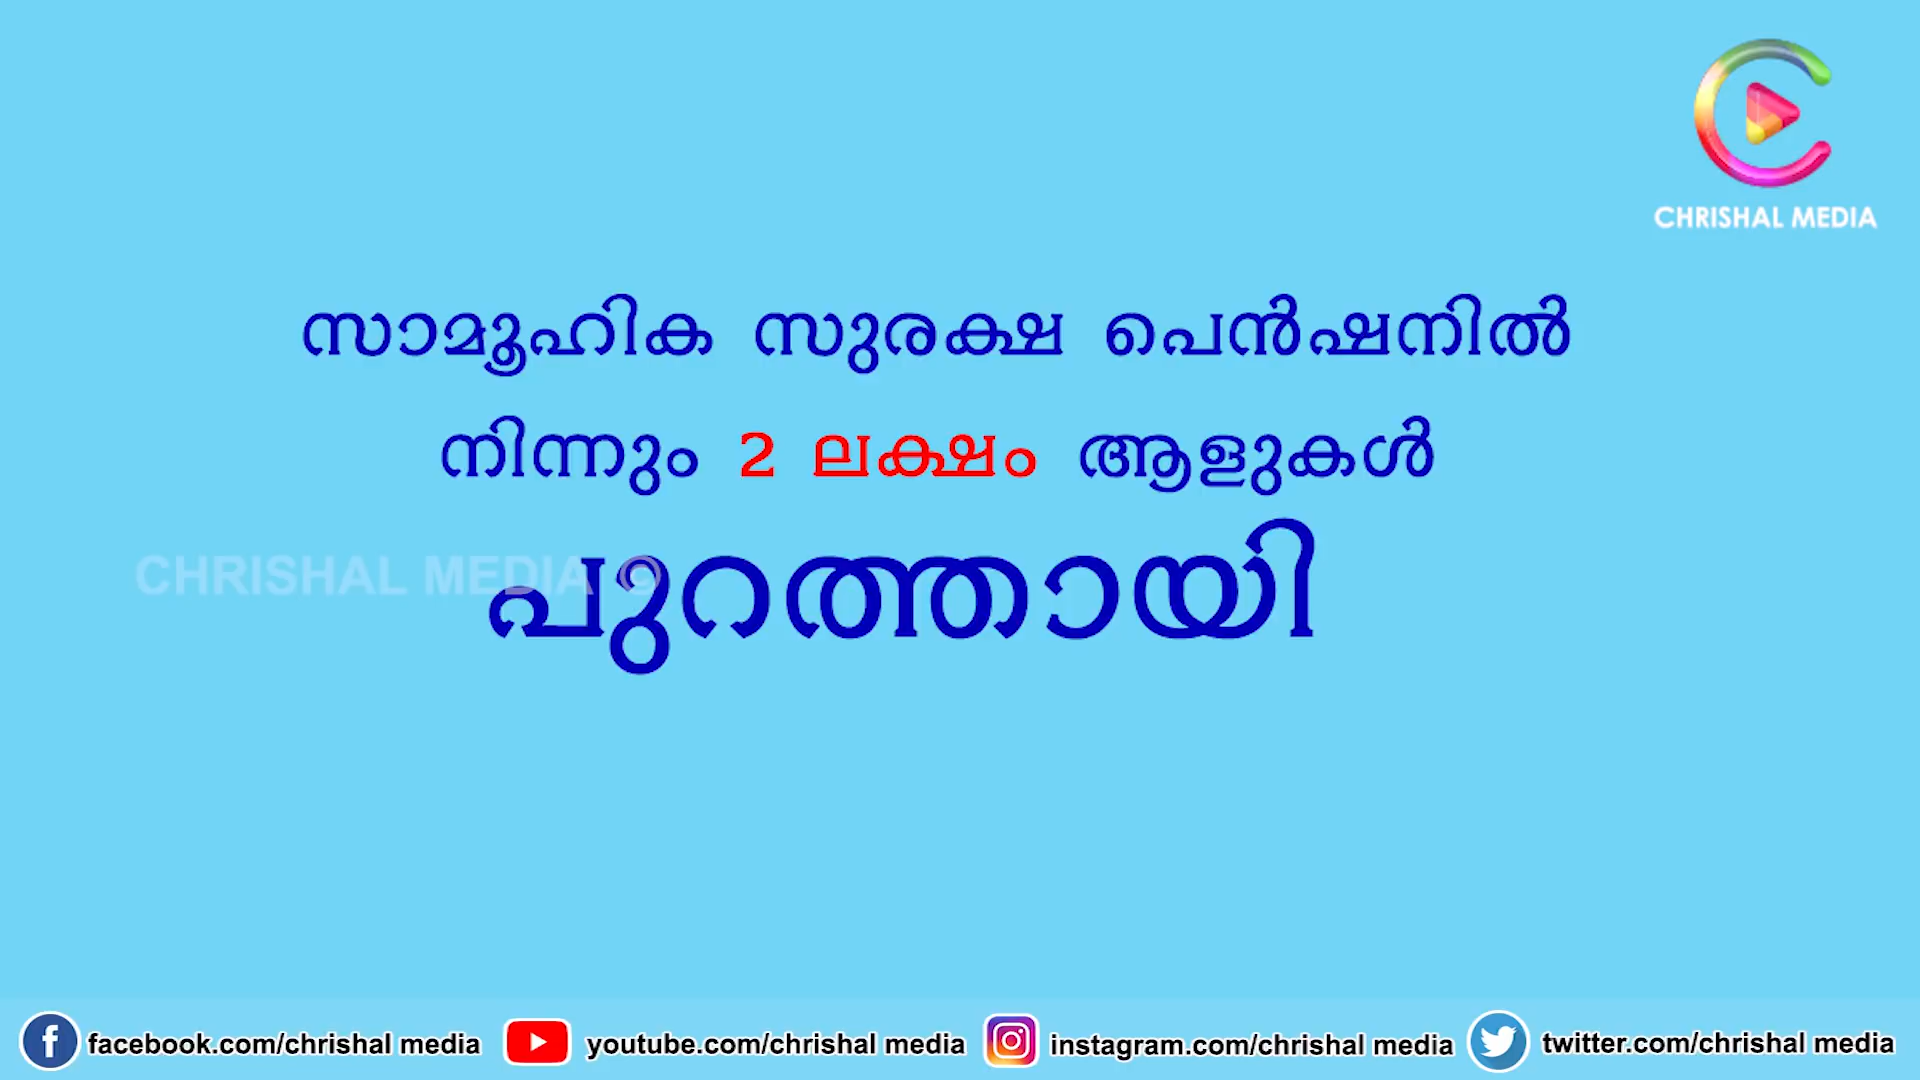 CHRISHAL MEDIA
സാമൂഹിക സുരക്ഷ പെൻഷനിൽ
നിന്നും 2 ലക്ഷം ആളുകൾ
പുറത്തായി
CHRISHAL MEDIA ©
facebook.com/chrishal media
youtube.com/chrishal media
instagram.com/chrishal media
twitter.com/chrishal media